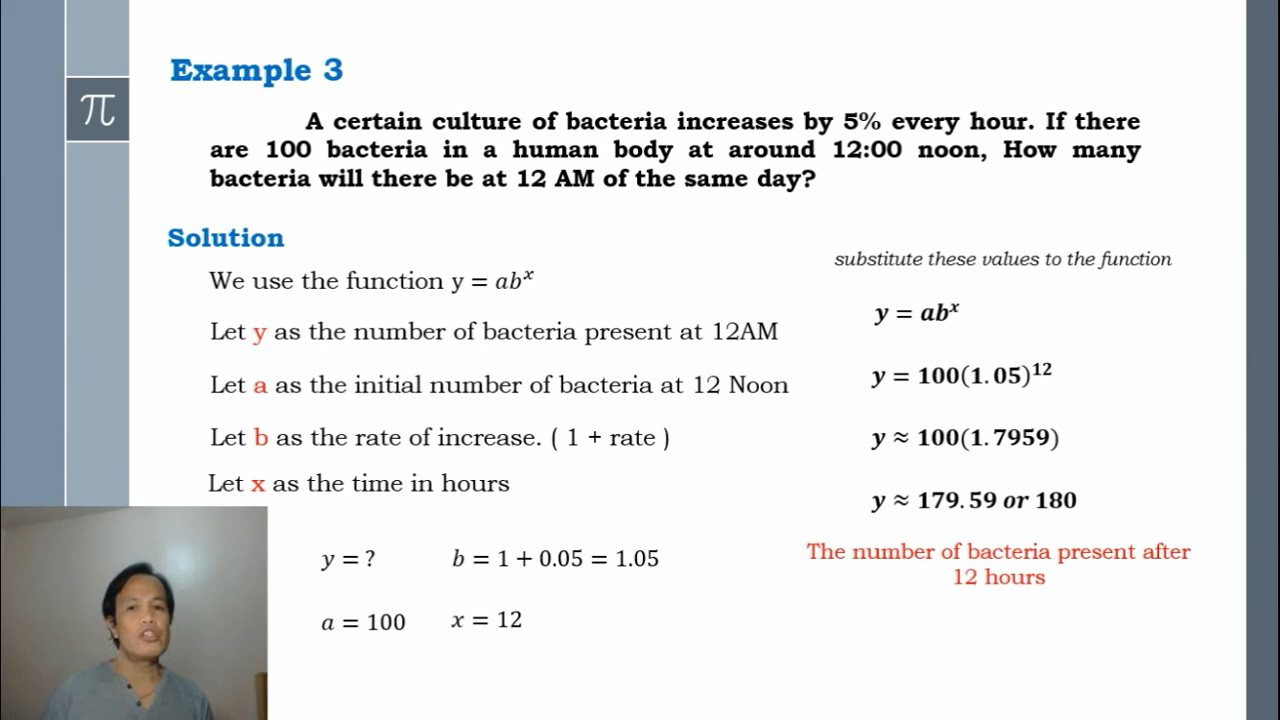 π
Example 3
A certain culture of bacteria increases by 5% every hour. If there
are 100 bacteria in a human body at around 12:00 noon, How many
bacteria will there be at 12 AM of the same day?
Solution
We use the function y = abˣ
Let y as the number of bacteria present at 12AM
Let a as the initial number of bacteria at 12 Noon
Let b as the rate of increase. ( 1 + rate )
Let x as the time in hours
y = ? b = 1 + 0.05 = 1.05
a = 100 x = 12
substitute these values to the function
y = abˣ
y = 100(1.05)¹²
y ≈ 100(1.7959)
y ≈ 179.59 or 180
The number of bacteria present after
12 hours